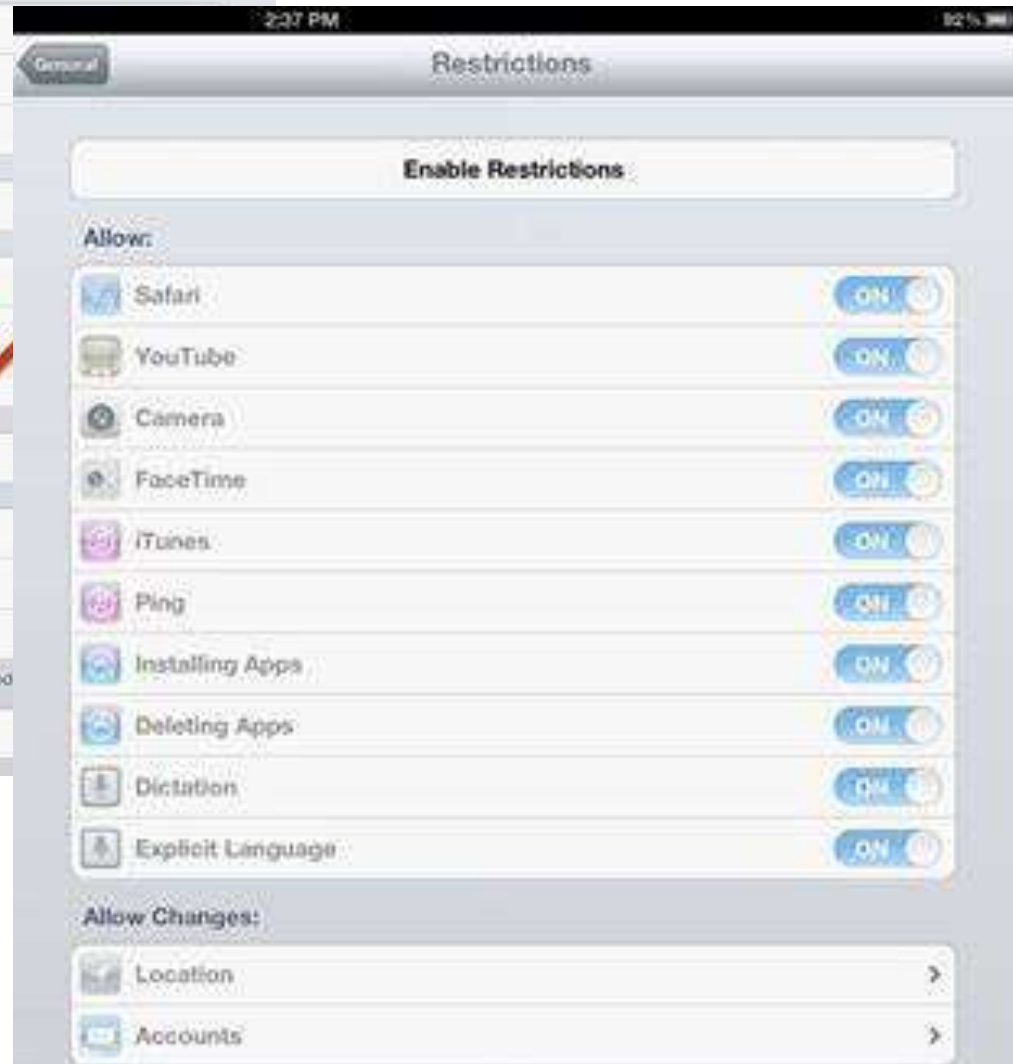 2:37 PM
92%
General
Restrictions
Enable Restrictions
Allow:
Safari ON
YouTube ON
Camera ON
FaceTime ON
iTunes ON
Ping ON
Installing Apps ON
Deleting Apps ON
Dictation ON
Explicit Language ON
Allow Changes:
Location
Accounts